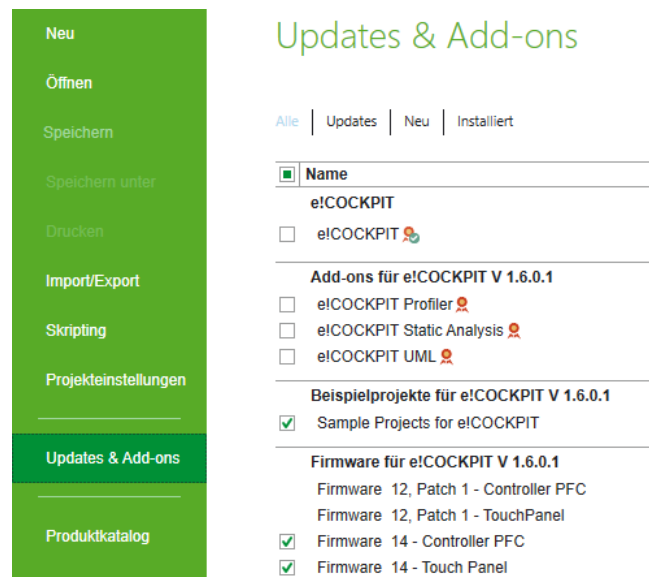 Neu
Öffnen
Speichern
Speichern unter
Drucken
Import/Export
Skripting
Projekteinstellungen
Updates & Add-ons
Produktkatalog
Updates & Add-ons
Alle | Updates | Neu | Installiert
Name
e!COCKPIT
e!COCKPIT
Add-ons für e!COCKPIT V 1.6.0.1
e!COCKPIT Profiler
e!COCKPIT Static Analysis
e!COCKPIT UML
Beispielprojekte für e!COCKPIT V 1.6.0.1
Sample Projects for e!COCKPIT
Firmware für e!COCKPIT V 1.6.0.1
Firmware 12, Patch 1 - Controller PFC
Firmware 12, Patch 1 - TouchPanel
Firmware 14 - Controller PFC
Firmware 14 - Touch Panel